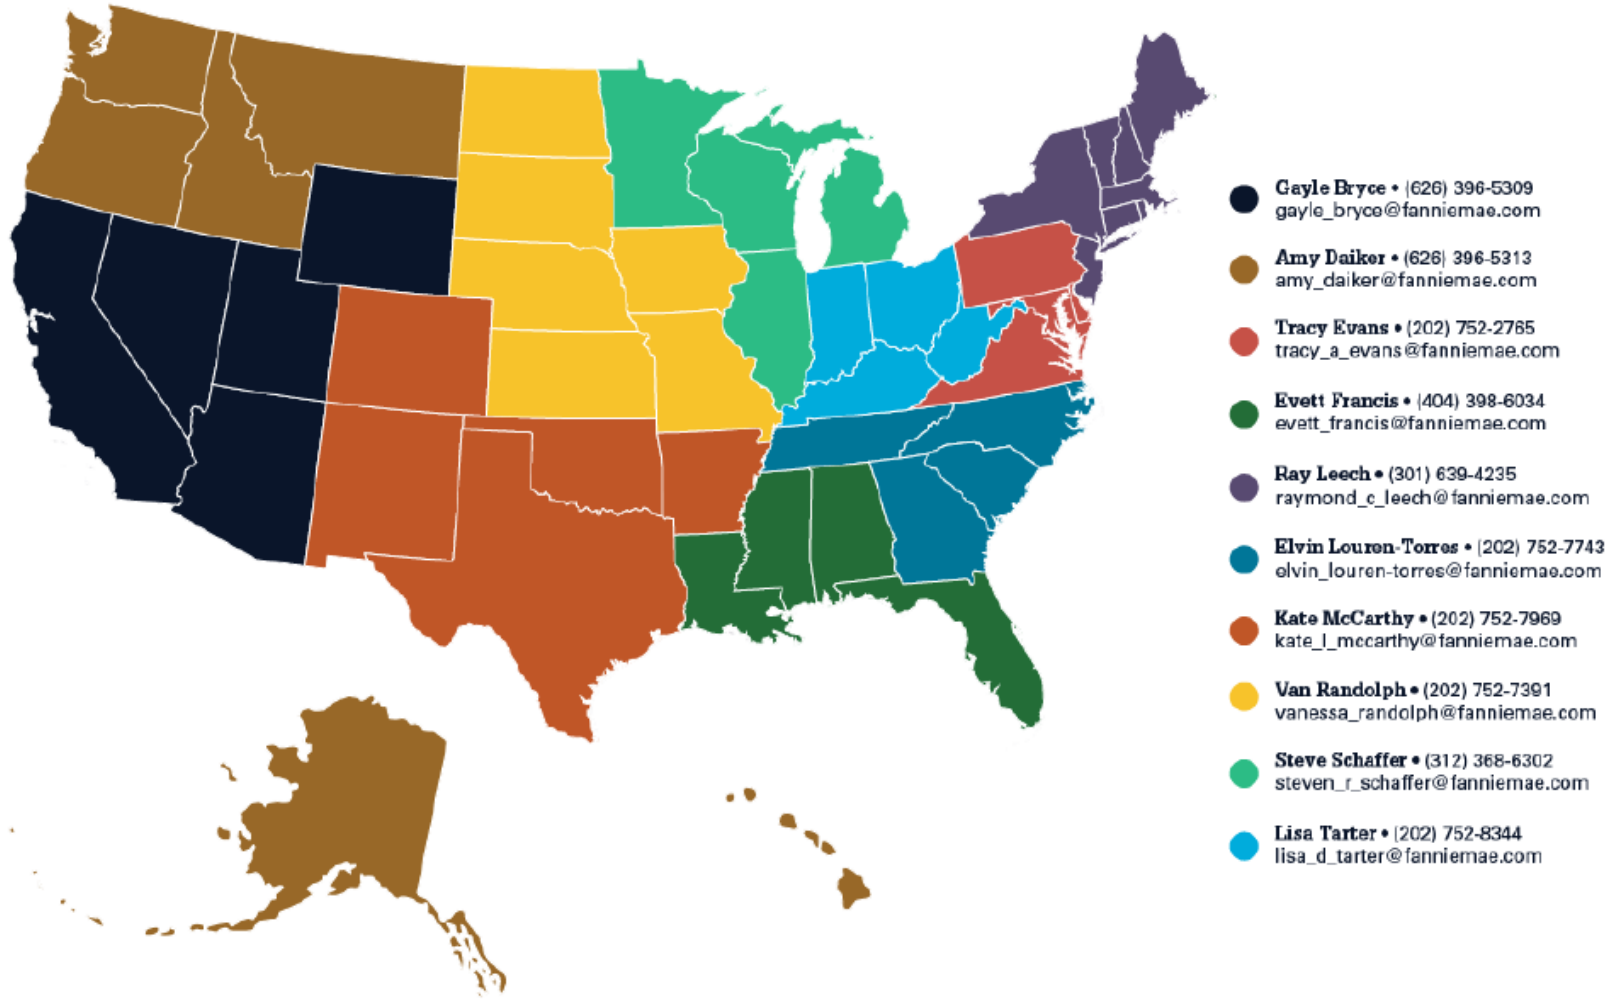 Gayle Bryce • (626) 396-5309
gayle_bryce@fanniemae.com
Amy Daiker • (626) 396-5313
amy_daiker@fanniemae.com
Tracy Evans • (202) 752-2765
tracy_a_evans@fanniemae.com
Evett Francis • (404) 398-6034
evett_francis@fanniemae.com
Ray Leech • (301) 639-4235
raymond_c_leech@fanniemae.com
Elvin Louren-Torres • (202) 752-7743
elvin_louren-torres@fanniemae.com
Kate McCarthy • (202) 752-7969
kate_l_mccarthy@fanniemae.com
Van Randolph • (202) 752-7391
vanessa_randolph@fanniemae.com
Steve Schaffer • (312) 368-6302
steven_r_schaffer@fanniemae.com
Lisa Tarter • (202) 752-8344
lisa_d_tarter@fanniemae.com